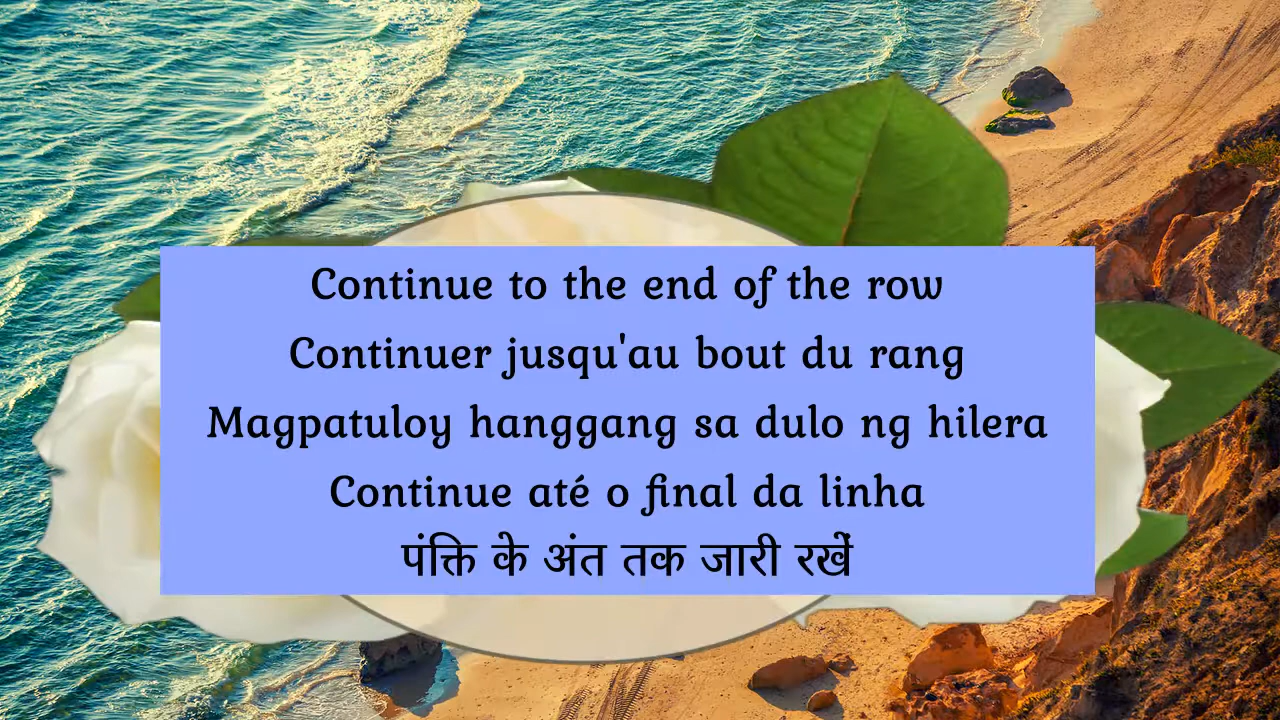 Continue to the end of the row
Continuer jusqu'au bout du rang
Magpatuloy hanggang sa dulo ng hilera
Continue até o final da linha
पंक्ति के अंत तक जारी रखें